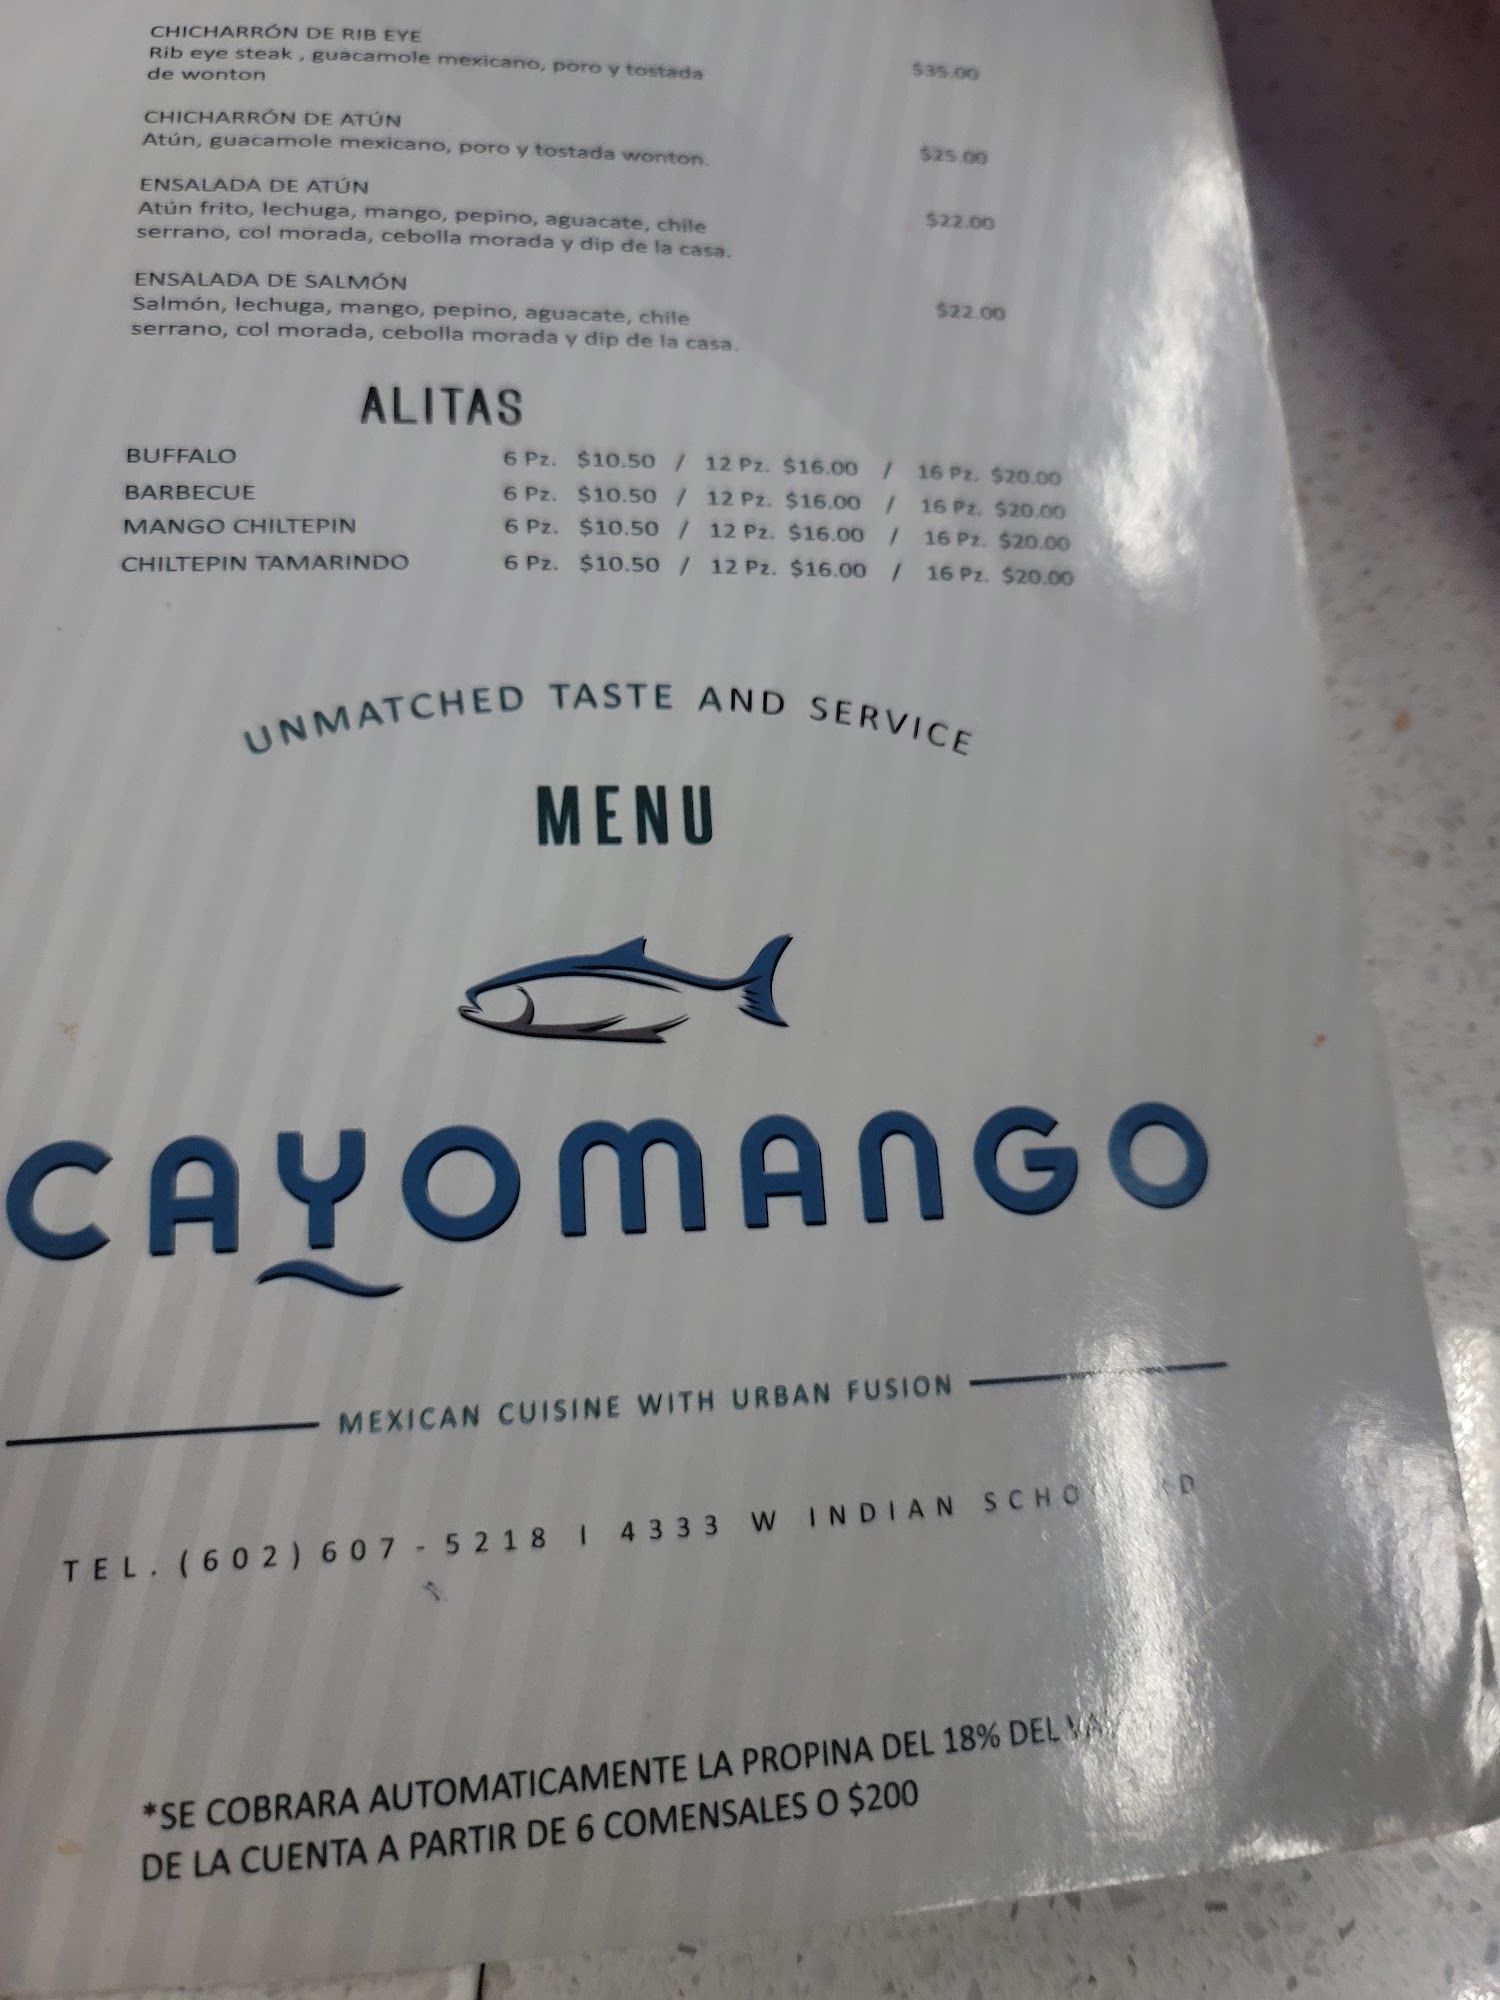 CHICHARRÓN DE RIB EYE
Rib eye steak , guacamole mexicano, poro y tostada $35.00
de wonton
CHICHARRÓN DE ATÚN
Atún, guacamole mexicano, poro y tostada wonton. $25.00
ENSALADA DE ATÚN
Atún frito, lechuga, mango, pepino, aguacate, chile $22.00
serrano, col morada, cebolla morada y dip de la casa.
ENSALADA DE SALMÓN
Salmón, lechuga, mango, pepino, aguacate, chile $22.00
serrano, col morada, cebolla morada y dip de la casa.
ALITAS
BUFFALO 6 Pz. $10.50 / 12 Pz. $16.00 / 16 Pz. $20.00
BARBECUE 6 Pz. $10.50 / 12 Pz. $16.00 / 16 Pz. $20.00
MANGO CHILTEPIN 6 Pz. $10.50 / 12 Pz. $16.00 / 16 Pz. $20.00
CHILTEPIN TAMARINDO 6 Pz. $10.50 / 12 Pz. $16.00 / 16 Pz. $20.00
UNMATCHED TASTE AND SERVICE
MENU
CAYOMANGO
MEXICAN CUISINE WITH URBAN FUSION
TEL. (602) 607 - 5218 | 4333 W INDIAN
*SE COBRARA AUTOMATICAMENTE LA PROPINA DEL 18% DEL
DE LA CUENTA A PARTIR DE 6 COMENSALES O $200